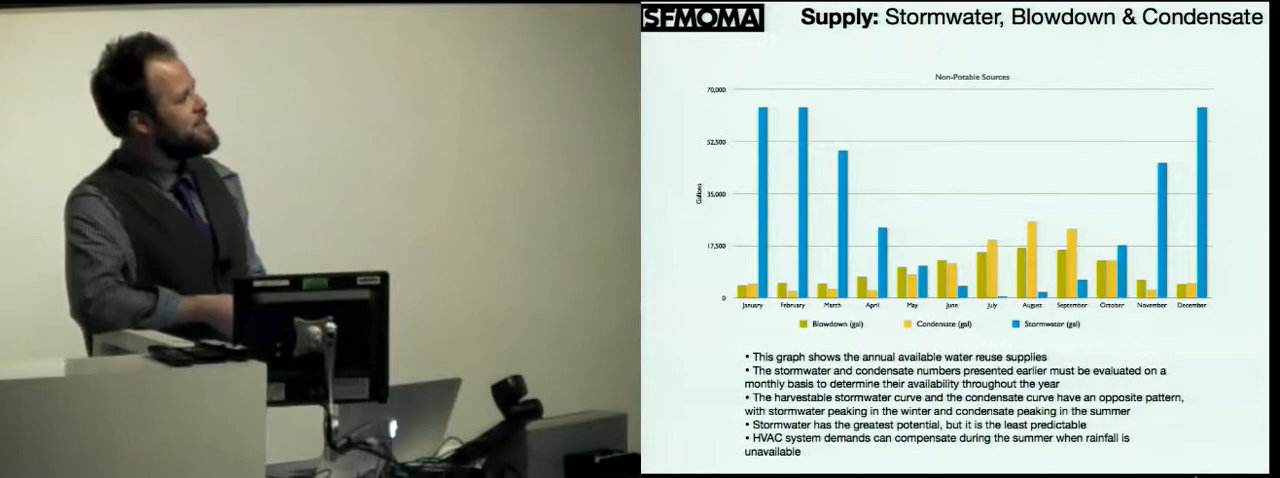 SFMOMA
Supply: Stormwater, Blowdown & Condensate
Non-Potable Sources
70,000
52,500
35,000
17,500
0
Gallons
January February March April May June July August September October November December
Blowdown (gal) Condensate (gal) Stormwater (gal)
• This graph shows the annual available water reuse supplies
• The stormwater and condensate numbers presented earlier must be evaluated on a
monthly basis to determine their availability throughout the year
• The harvestable stormwater curve and the condensate curve have an opposite pattern,
with stormwater peaking in the winter and condensate peaking in the summer
• Stormwater has the greatest potential, but it is the least predictable
• HVAC system demands can compensate during the summer when rainfall is
unavailable